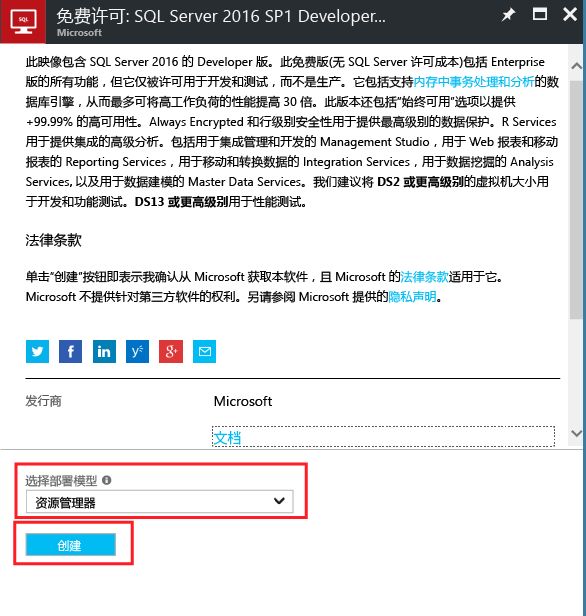 SQL
免费许可: SQL Server 2016 SP1 Developer...
Microsoft
此映像包含 SQL Server 2016 的 Developer 版。此免费版(无 SQL Server 许可成本)包括 Enterprise
版的所有功能，但它仅被许可用于开发和测试，而不是生产。它包括支持内存中事务处理和分析的数
据库引擎，从而最多可将高工作负荷的性能提高 30 倍。此版本还包括"始终可用"选项以提供
+99.99% 的高可用性。Always Encrypted 和行级别安全性用于提供最高级别的数据保护。R Services
用于提供集成的高级分析。包括用于集成管理和开发的 Management Studio，用于 Web 报表和移动
报表的 Reporting Services，用于移动和转换数据的 Integration Services，用于数据挖掘的 Analysis
Services, 以及用于数据建模的 Master Data Services。我们建议将 DS2 或更高级别的虚拟机大小用
于开发和功能测试。DS13 或更高级别用于性能测试。
法律条款
单击"创建"按钮即表示我确认从 Microsoft 获取本软件，且 Microsoft 的法律条款适用于它。
Microsoft 不提供针对第三方软件的权利。另请参阅 Microsoft 提供的隐私声明。
发行商 Microsoft
文档
选择部署模型
资源管理器
创建